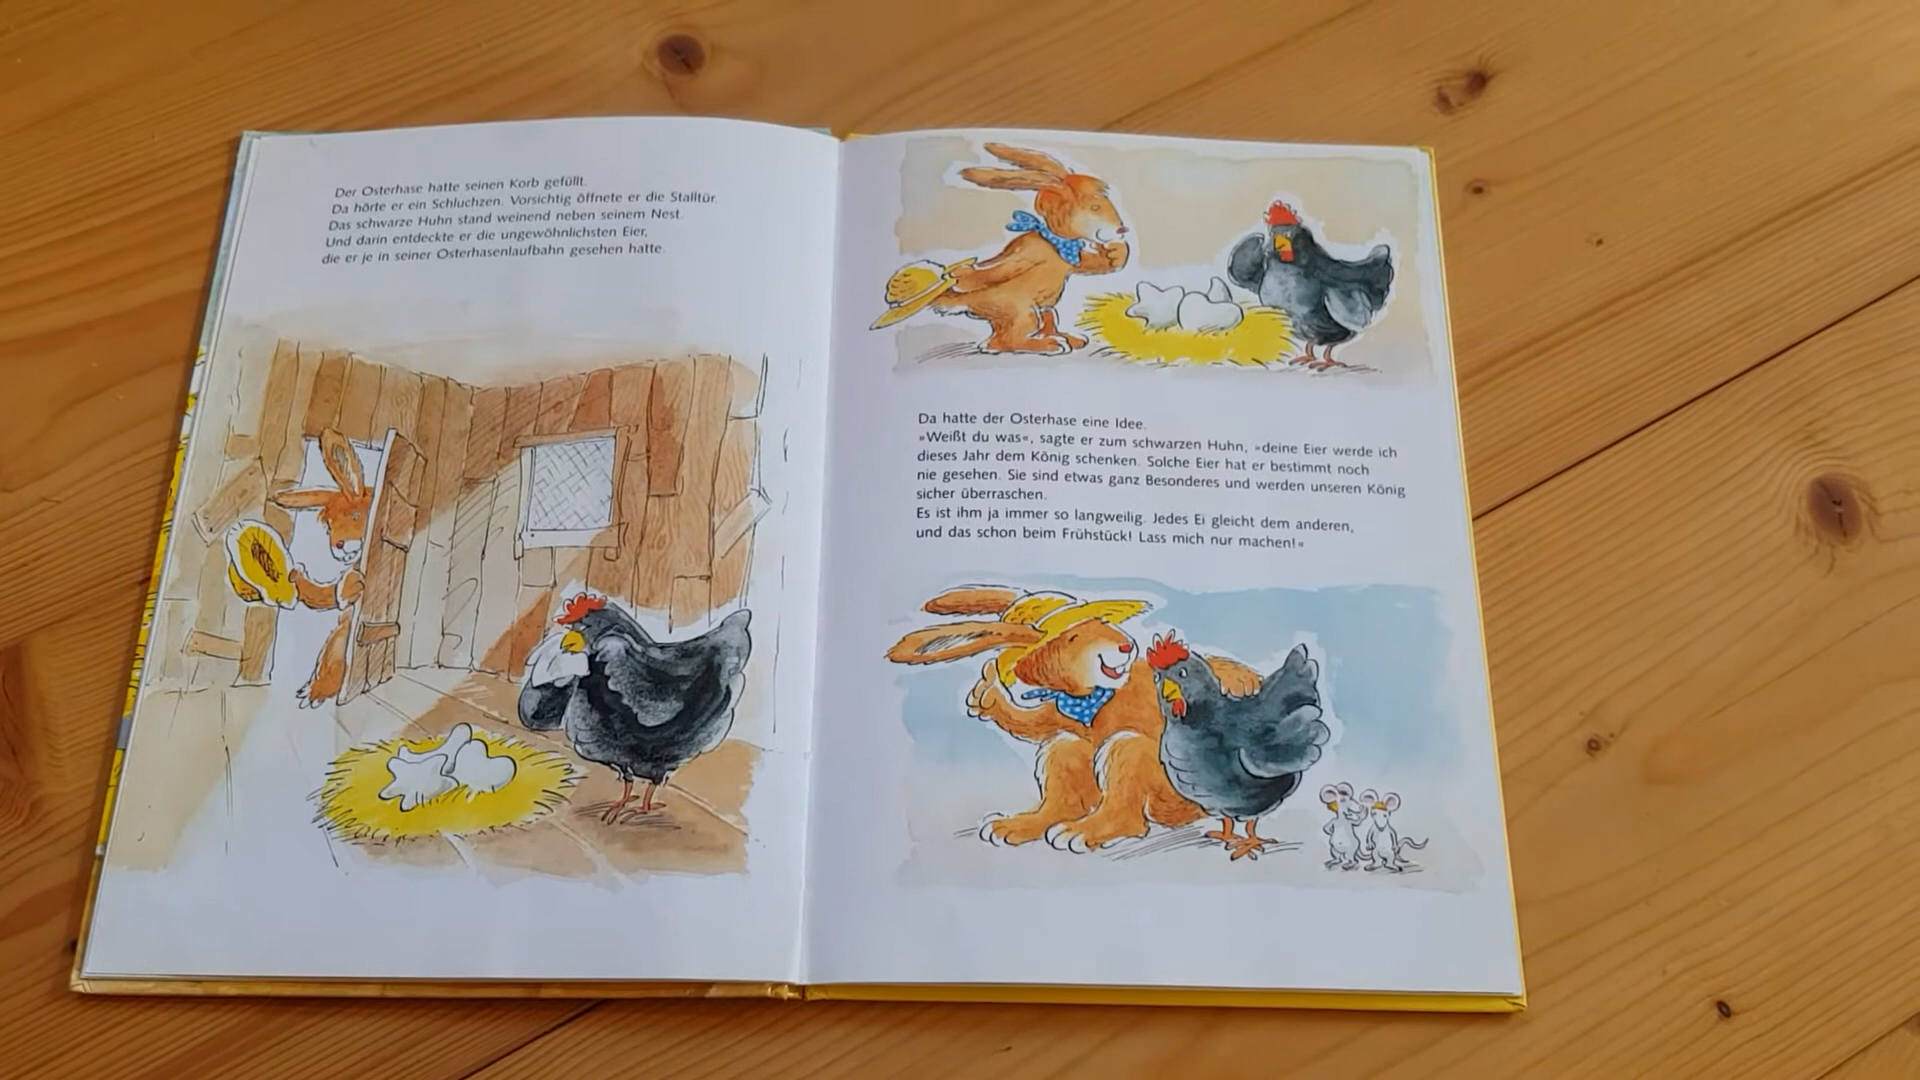 Der Osterhase hatte seinen Korb gefüllt.
Da hörte er ein Schluchzen. Vorsichtig öffnete er die Stalltür.
Das schwarze Huhn stand weinend neben seinem Nest.
Und darin entdeckte er die ungewöhnlichsten Eier,
die er je in seiner Osterhasenlaufbahn gesehen hatte.
Da hatte der Osterhase eine Idee.
»Weißt du was«, sagte er zum schwarzen Huhn, »deine Eier werde ich
dieses Jahr dem König schenken. Solche Eier hat er bestimmt noch
nie gesehen. Sie sind etwas ganz Besonderes und werden unseren König
sicher überraschen.
Es ist ihm ja immer so langweilig. Jedes Ei gleicht dem anderen,
und das schon beim Frühstück! Lass mich nur machen!«